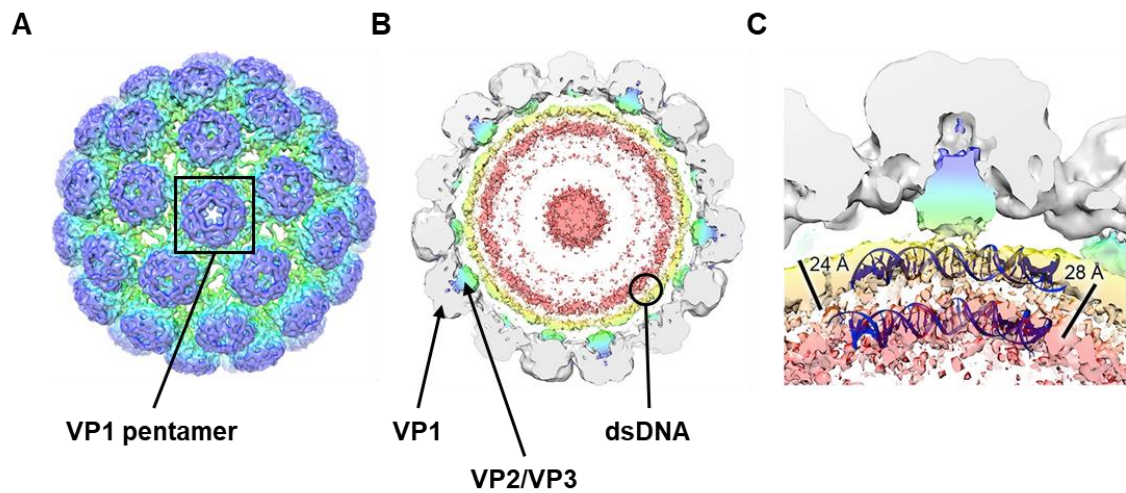 A
B
C
24 Å
28 Å
VP1 pentamer
VP1
dsDNA
VP2/VP3